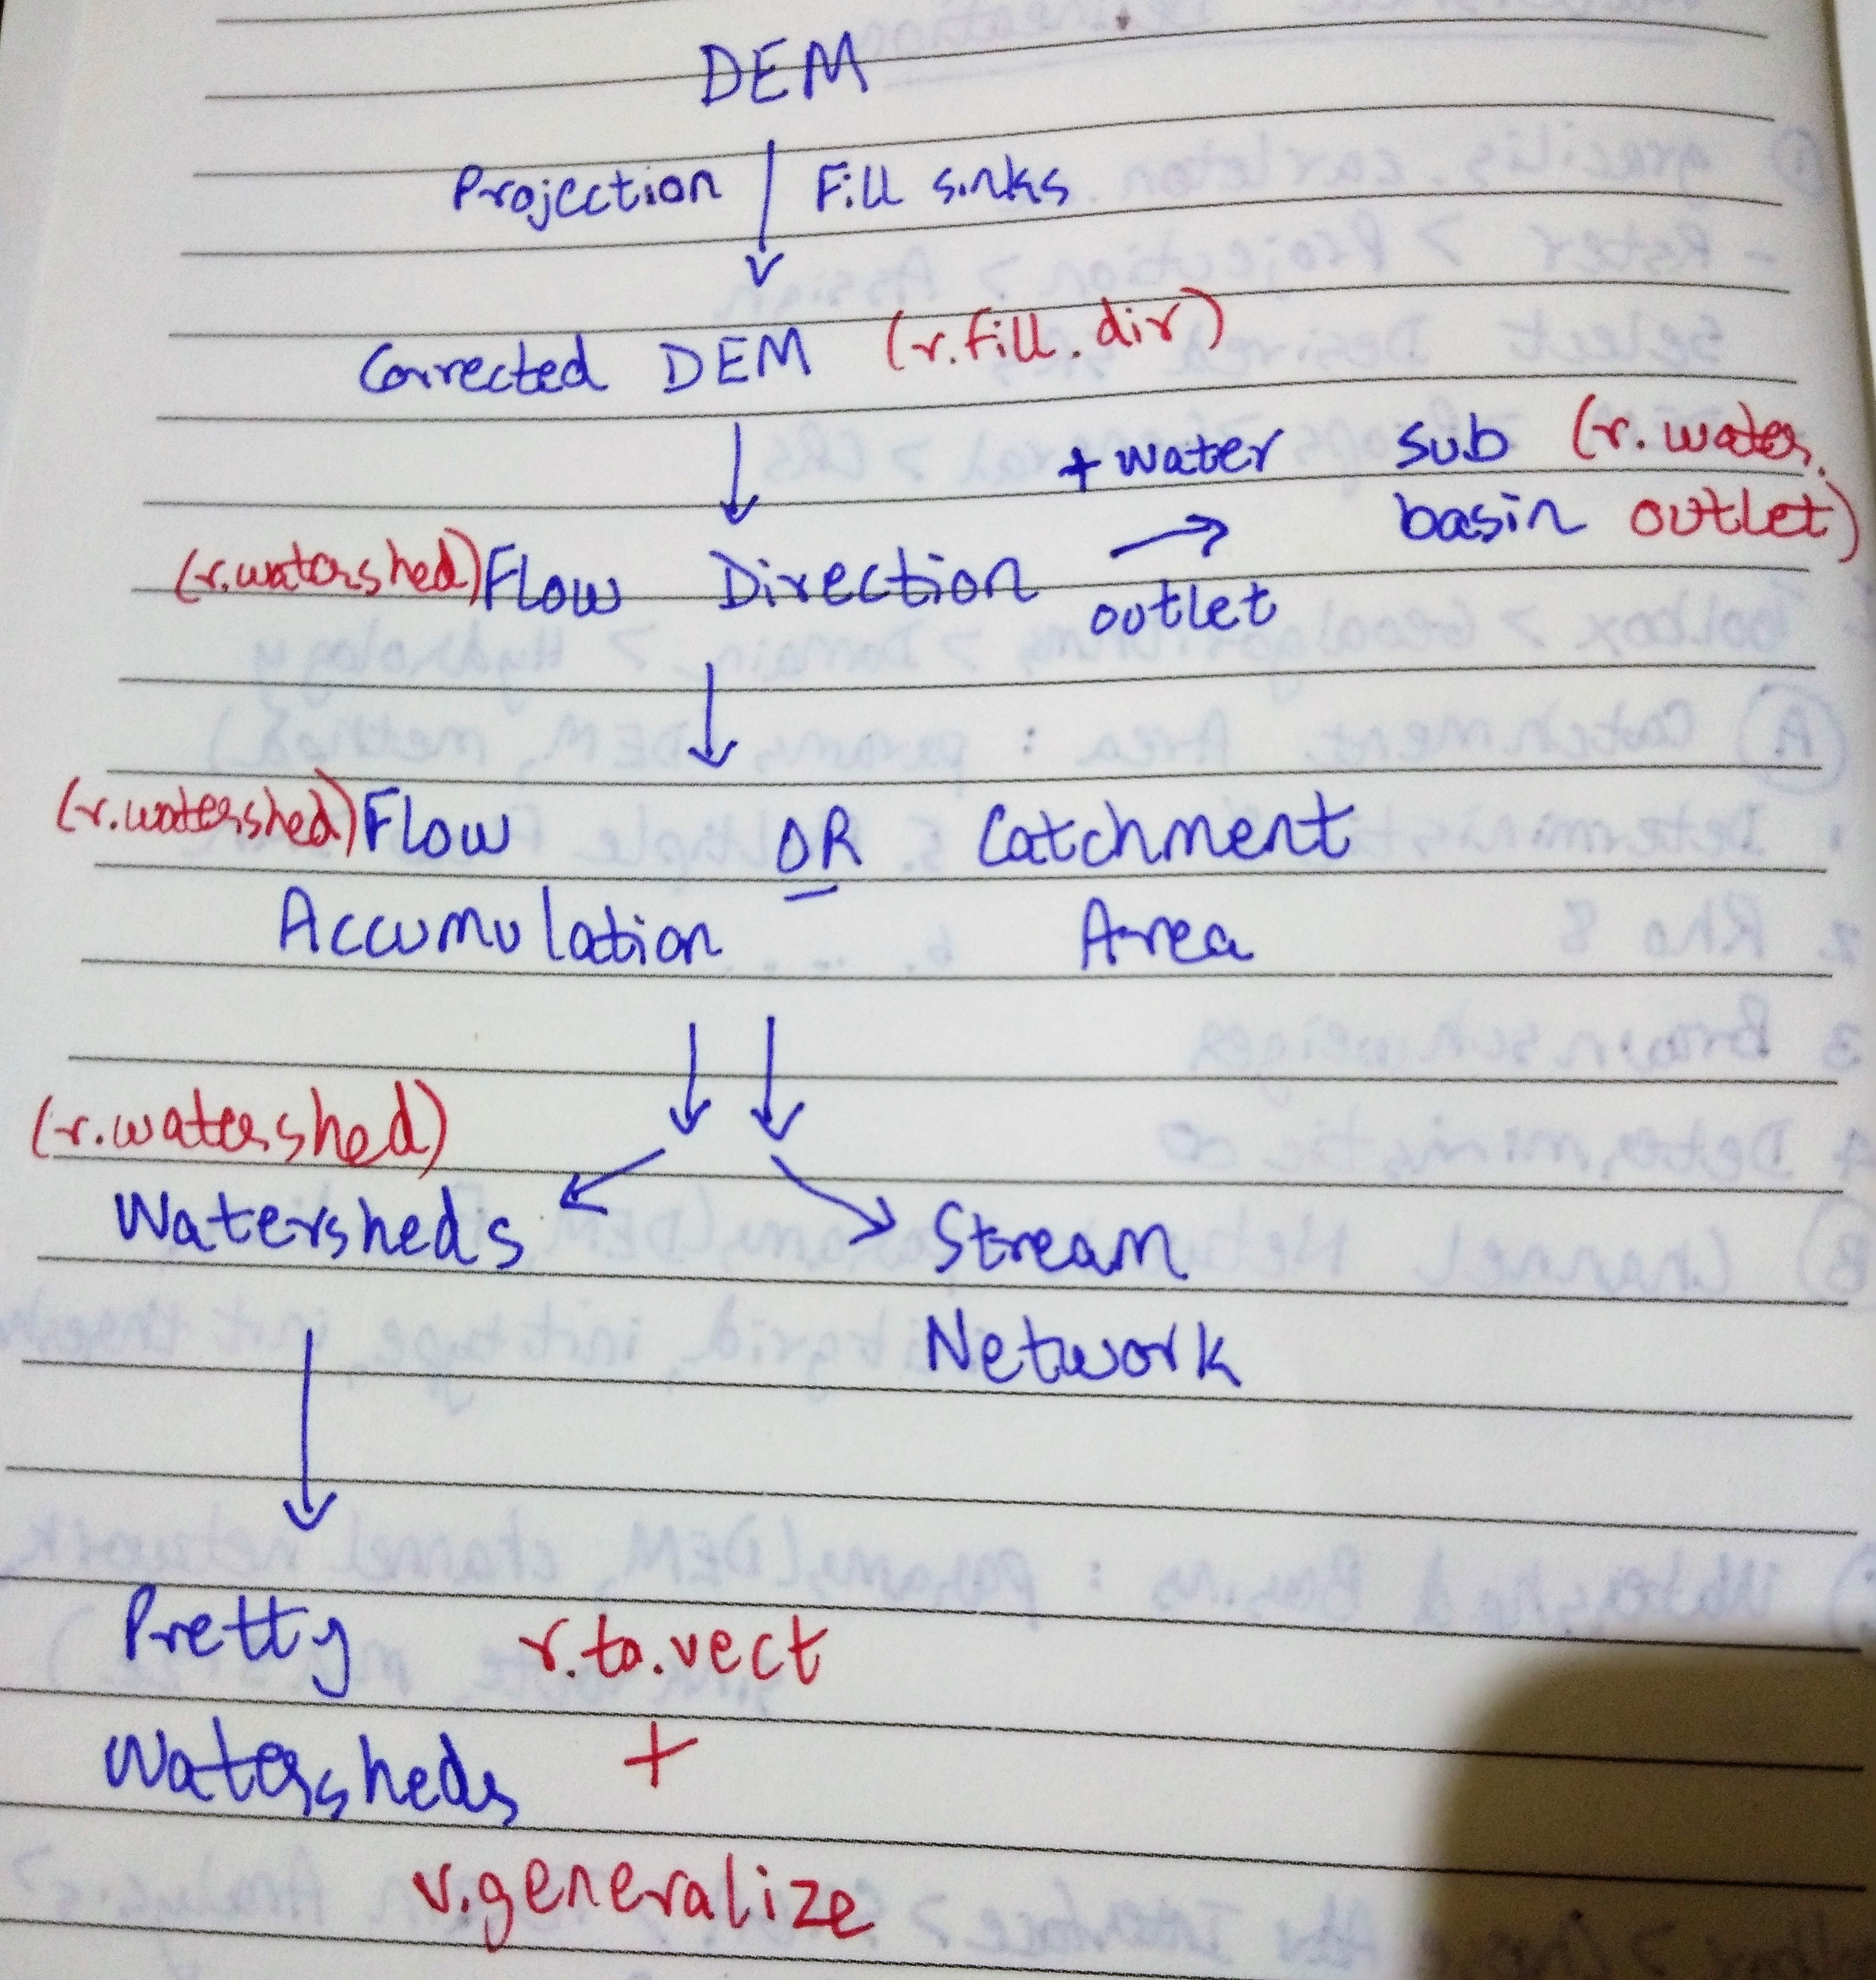 DEM
Projection Fill sinks
Corrected DEM (r.fill.dir)
+ water sub (r.water.
basin outlet)
(r.watershed) Flow Direction
outlet
(r.watershed) Flow OR Catchment
Accumulation Area
(r.watershed)
Watersheds Stream
Network
Pretty r.to.vect
Watersheds +
v.generalize